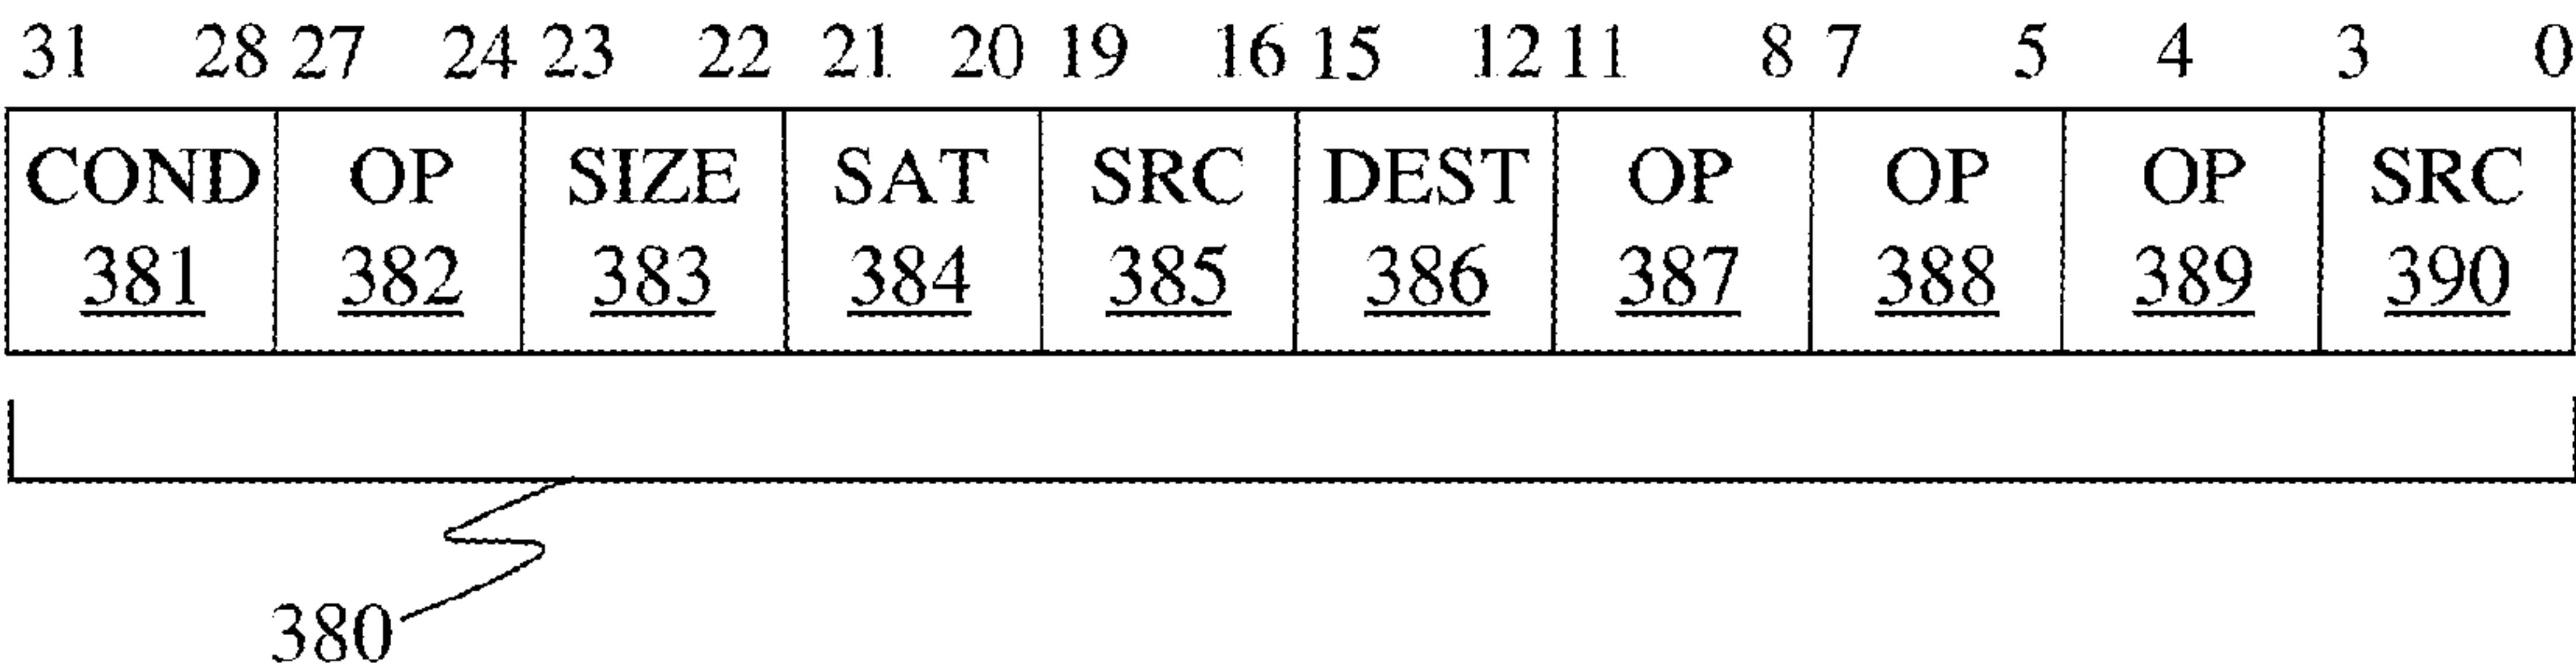 31 28 27 24 23 22 21 20 19 16 15 12 11 8 7 5 4 3 0
COND OP SIZE SAT SRC DEST OP OP OP SRC
381 382 383 384 385 386 387 388 389 390
380